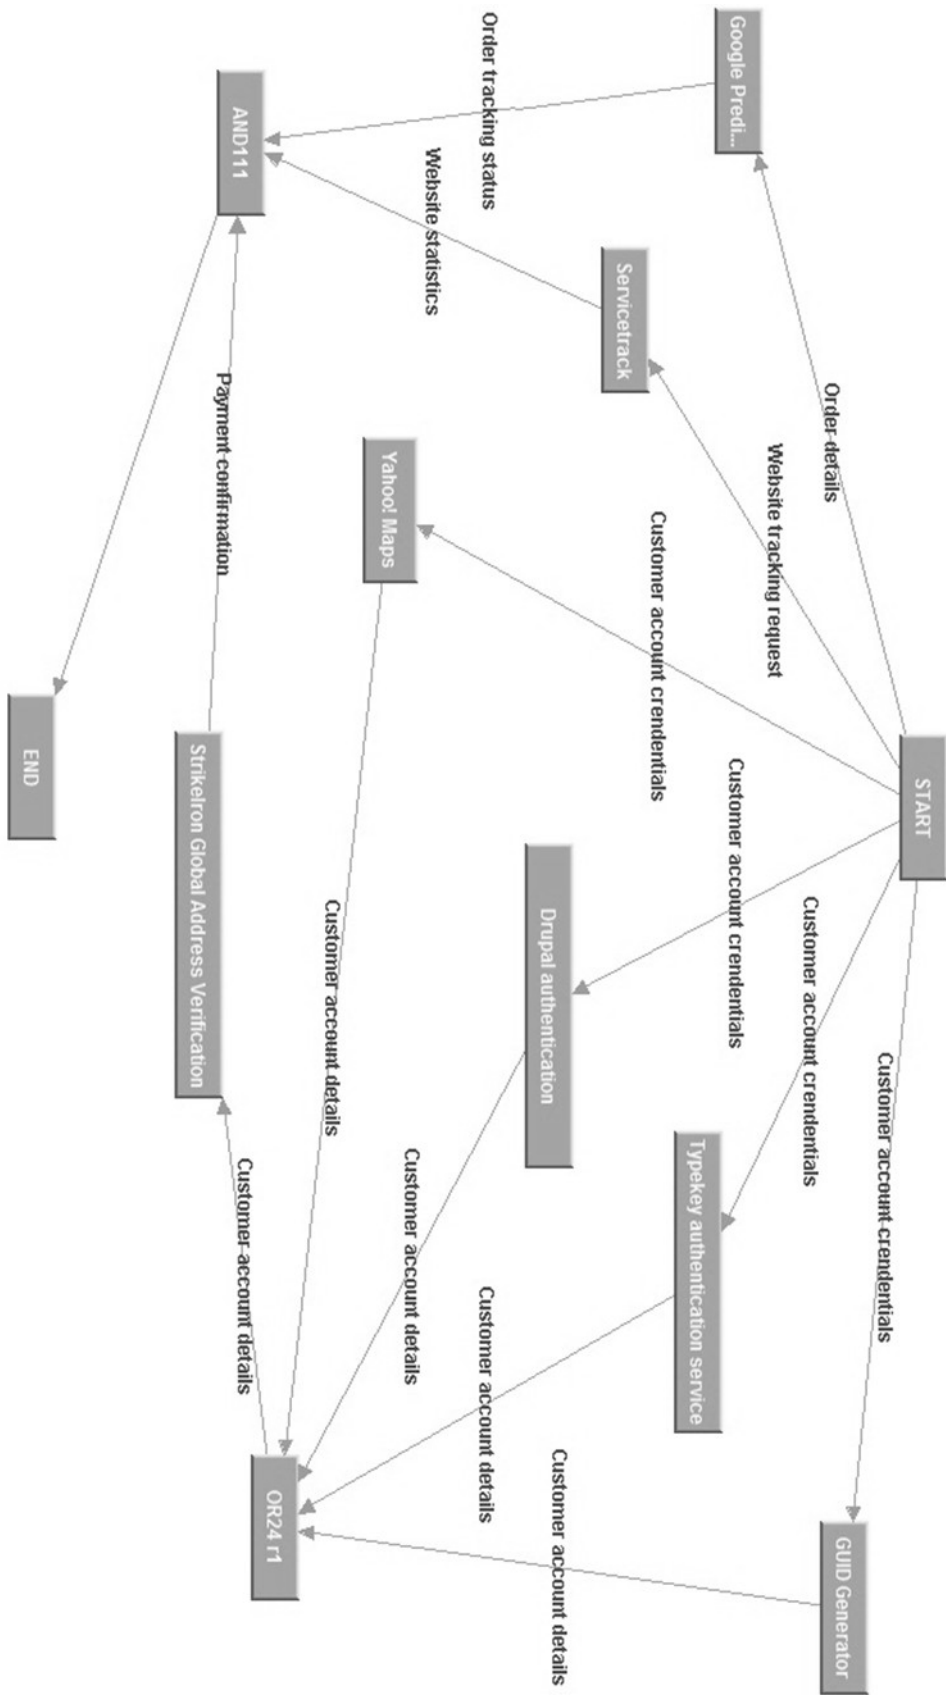 START
Order details
Website tracking request
Customer account crendentials
Customer account crendentials
Customer account crendentials
Customer account crendentials
Google Predi...
Servicetrack
Yahoo! Maps
Drupal authentication
Typekey authentication service
GUID Generator
Order tracking status
Website statistics
Customer account details
Customer account details
Customer account details
Customer account details
OR24 r1
Customer account details
StrikeIron Global Address Verification
Payment confirmation
AND111
END